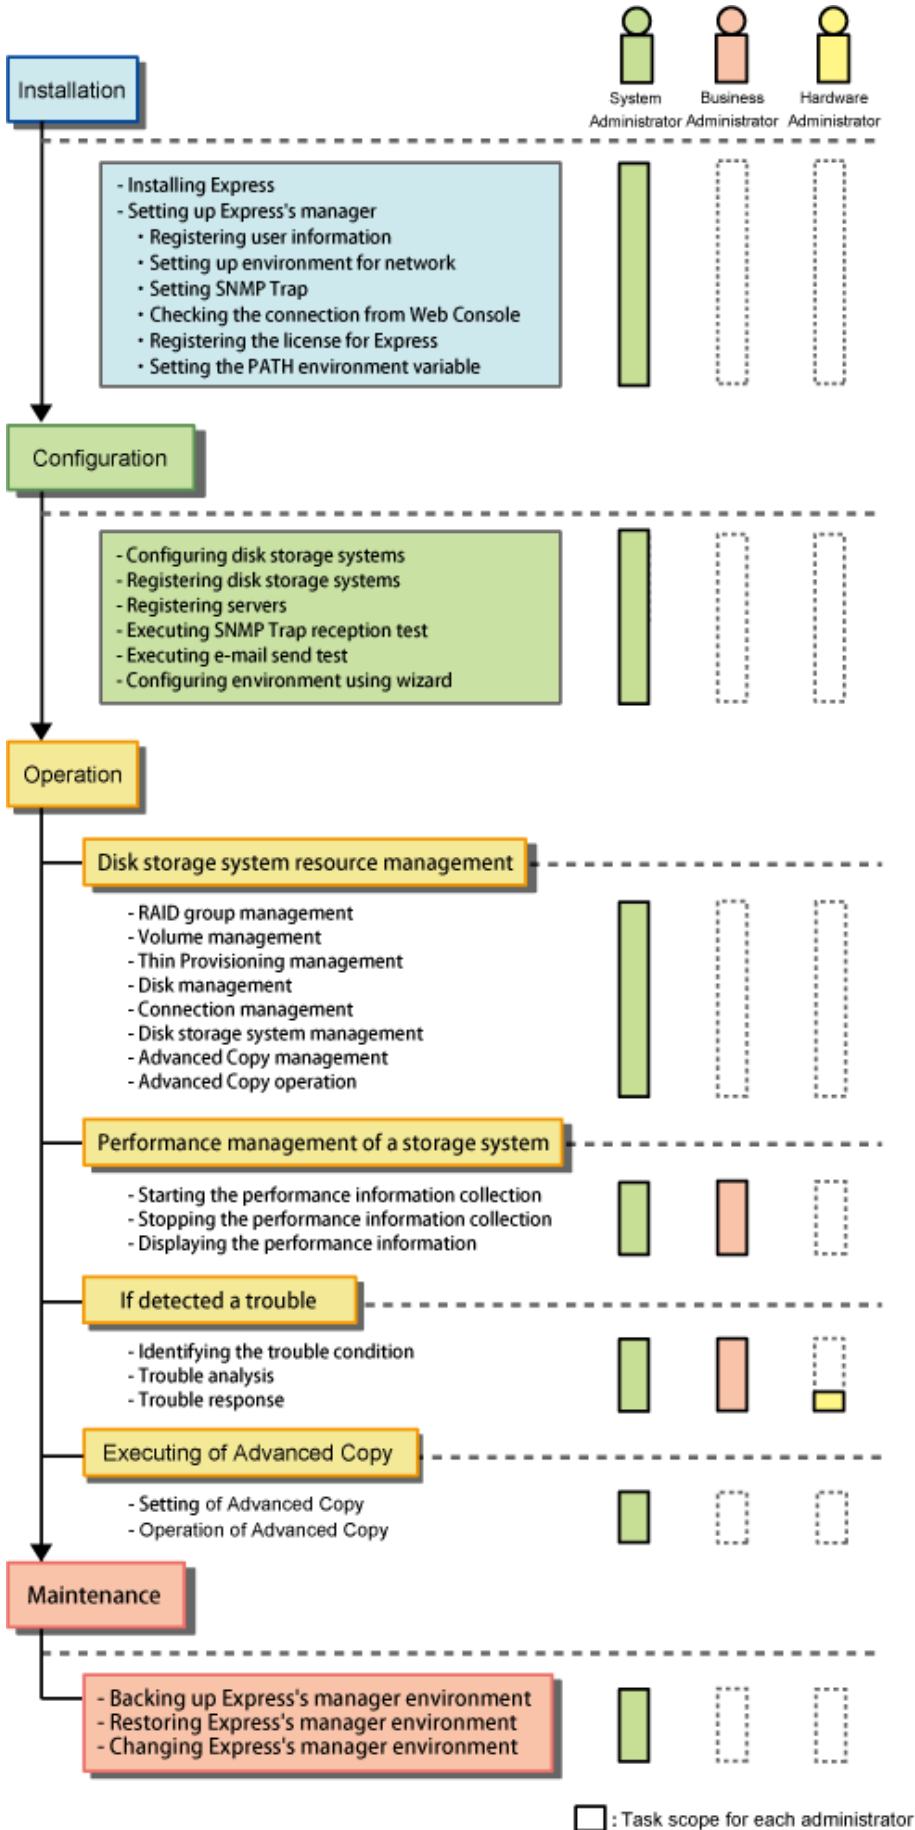 Installation
System Administrator
Business Administrator
Hardware Administrator
- Installing Express
- Setting up Express's manager
・Registering user information
・Setting up environment for network
・Setting SNMP Trap
・Checking the connection from Web Console
・Registering the license for Express
・Setting the PATH environment variable
Configuration
- Configuring disk storage systems
- Registering disk storage systems
- Registering servers
- Executing SNMP Trap reception test
- Executing e-mail send test
- Configuring environment using wizard
Operation
Disk storage system resource management
- RAID group management
- Volume management
- Thin Provisioning management
- Disk management
- Connection management
- Disk storage system management
- Advanced Copy management
- Advanced Copy operation
Performance management of a storage system
- Starting the performance information collection
- Stopping the performance information collection
- Displaying the performance information
If detected a trouble
- Identifying the trouble condition
- Trouble analysis
- Trouble response
Executing of Advanced Copy
- Setting of Advanced Copy
- Operation of Advanced Copy
Maintenance
- Backing up Express's manager environment
- Restoring Express's manager environment
- Changing Express's manager environment
: Task scope for each administrator